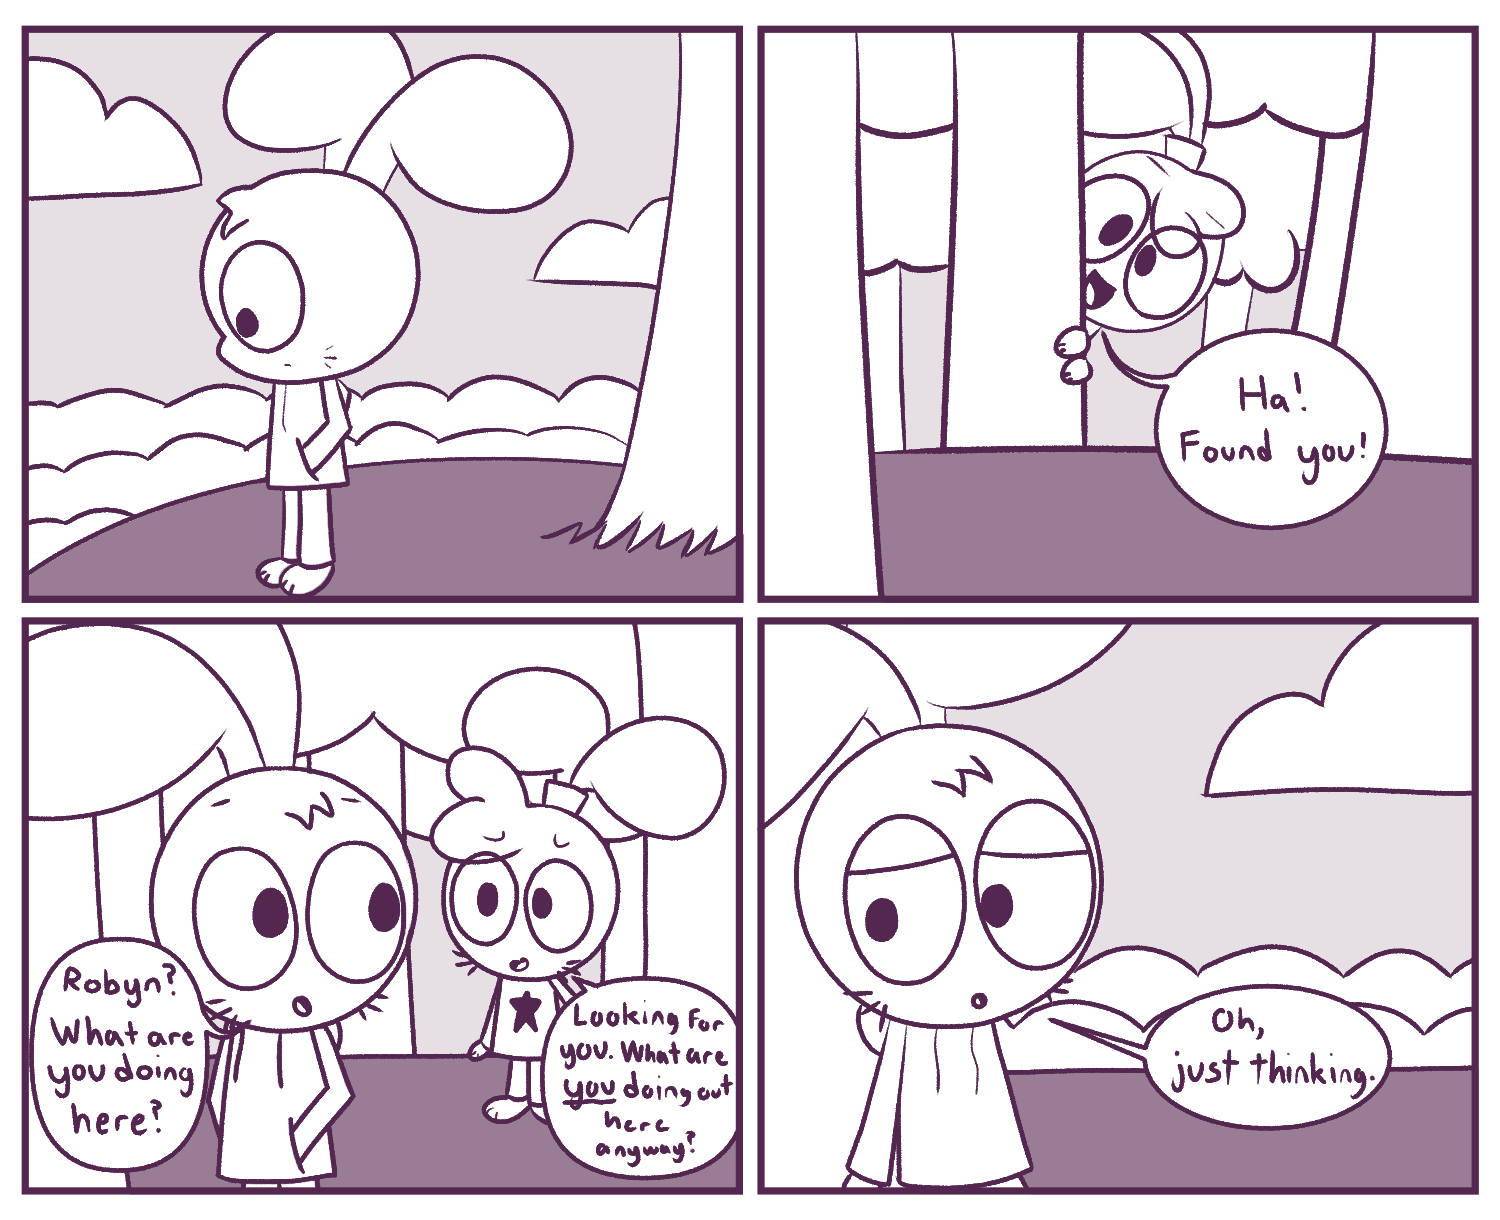 Ha!
Found you!
Robyn?
What are
you doing
here?
Looking for
you. What are
you doing out
here
anyway?
Oh,
just thinking.